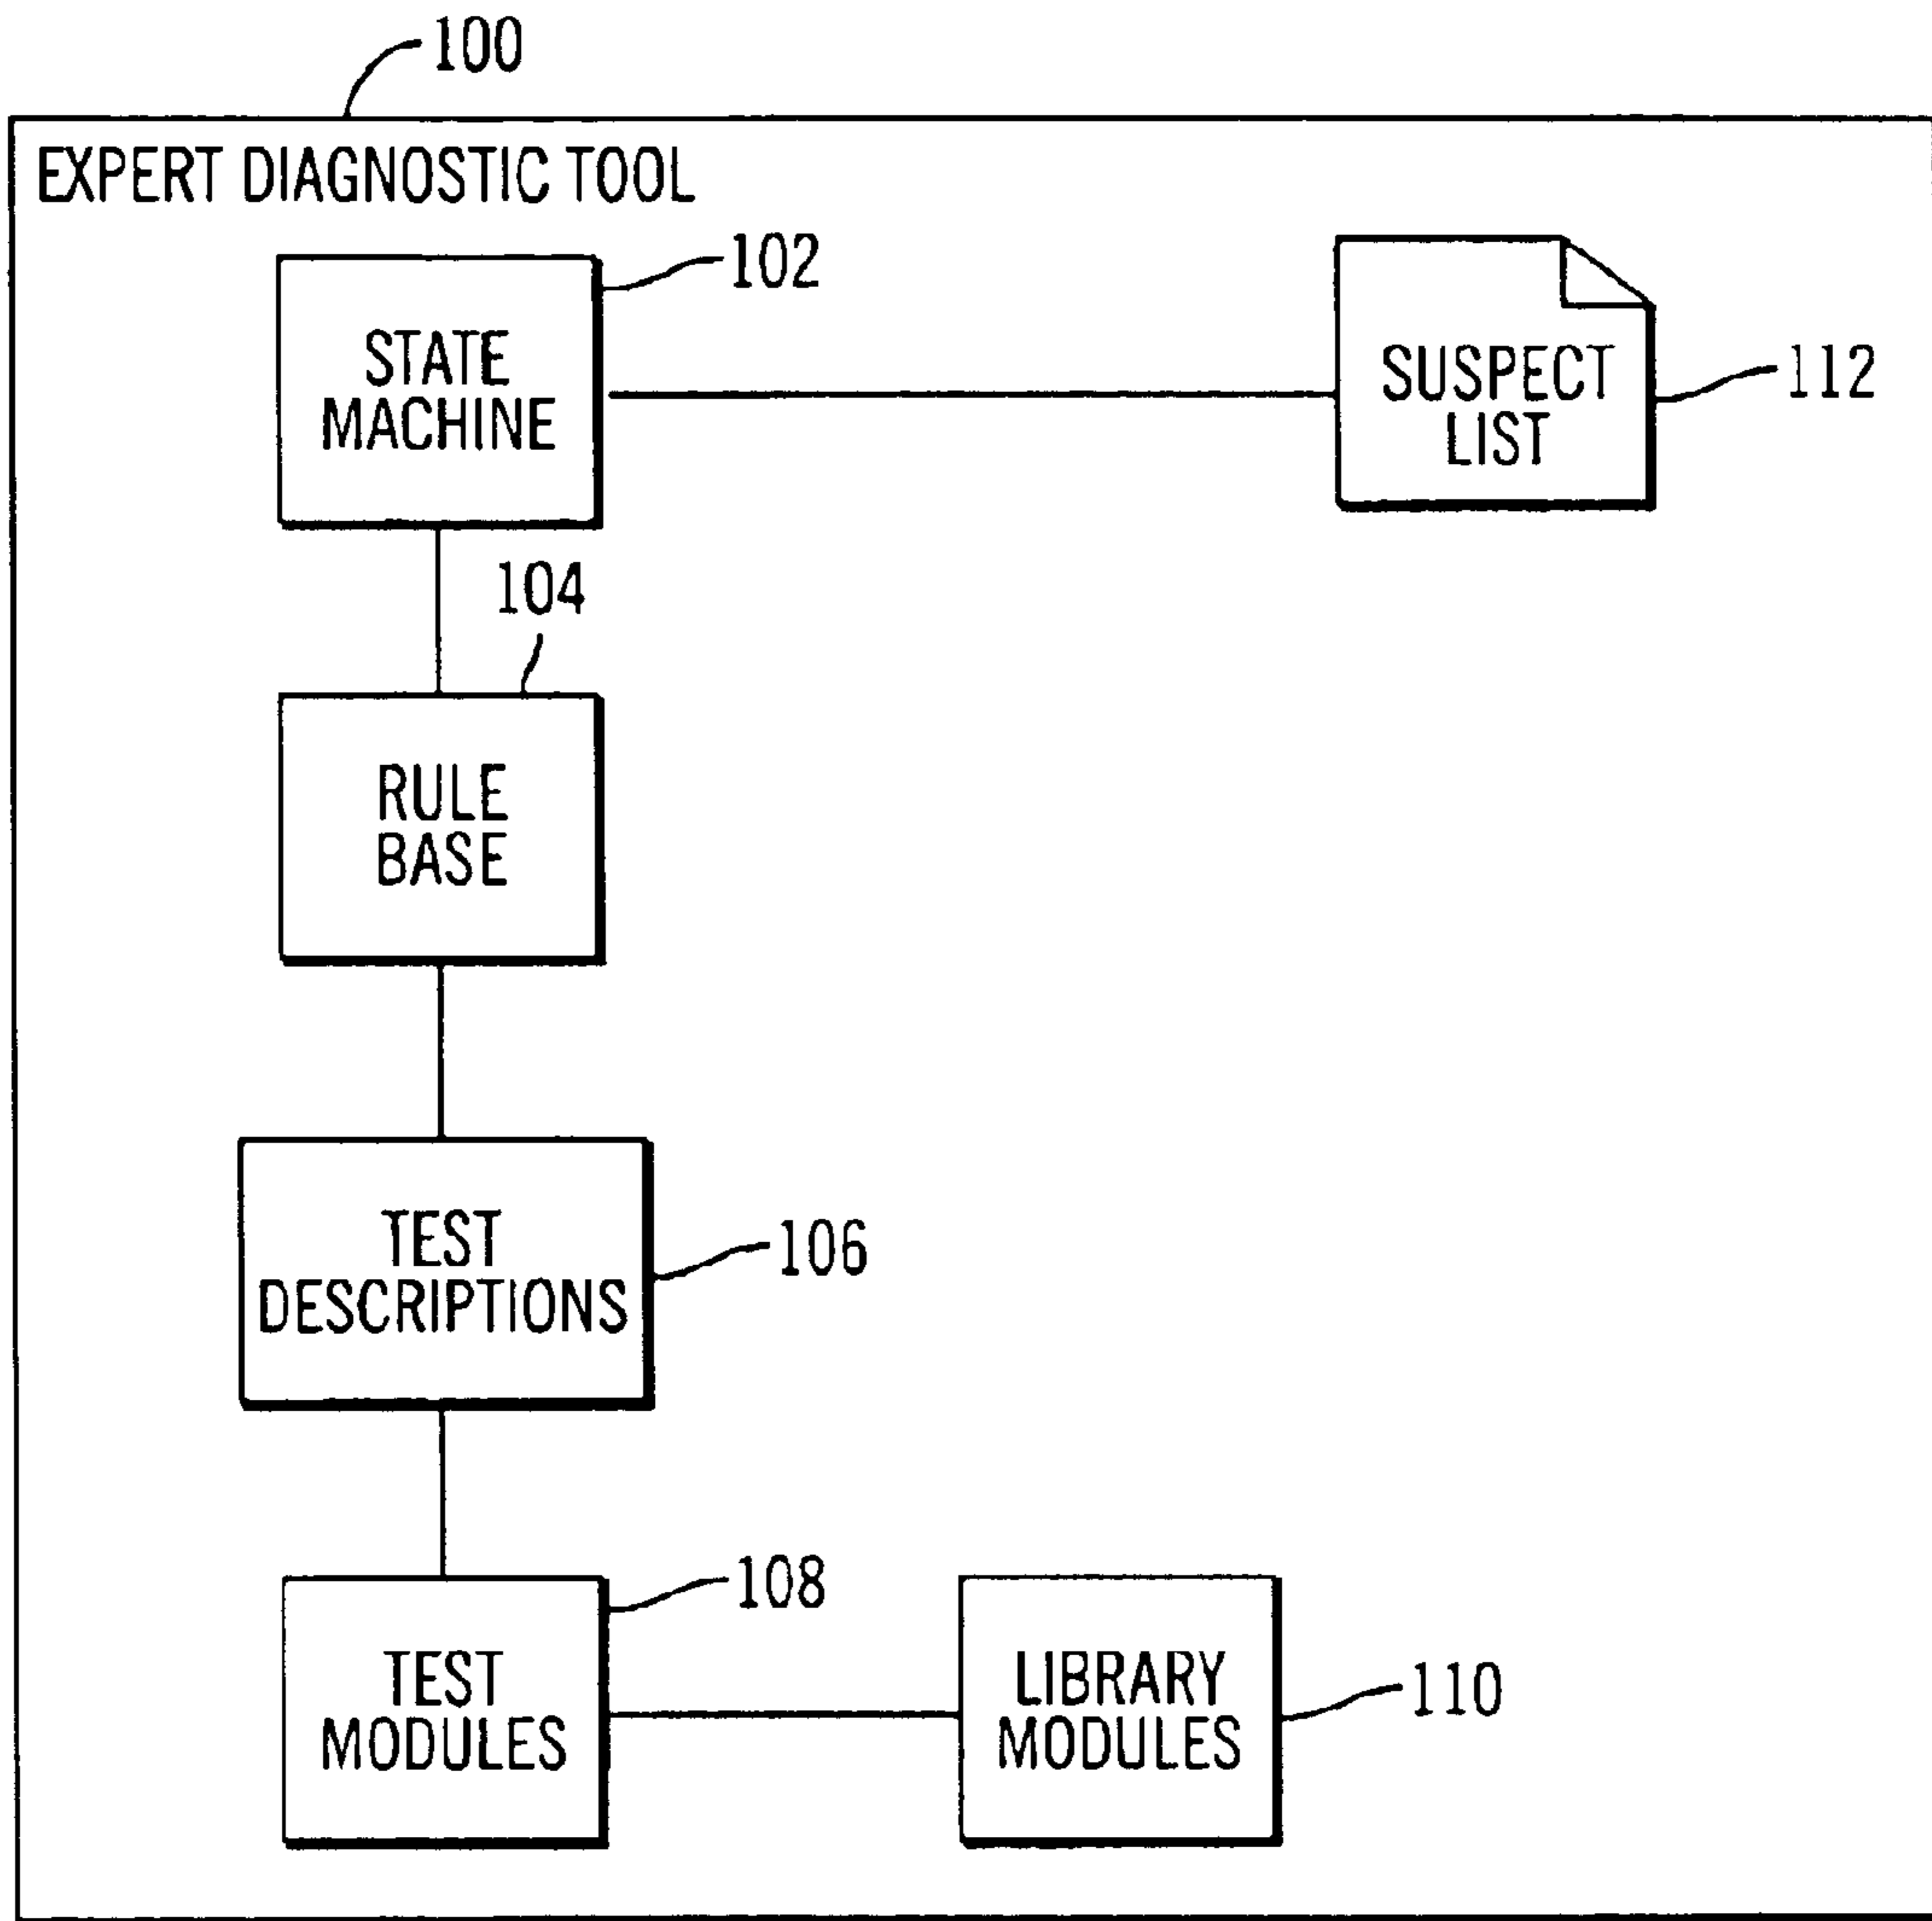 100
EXPERT DIAGNOSTIC TOOL
102
STATE
MACHINE
SUSPECT
LIST
112
104
RULE
BASE
TEST
DESCRIPTIONS
106
108
TEST
MODULES
LIBRARY
MODULES
110